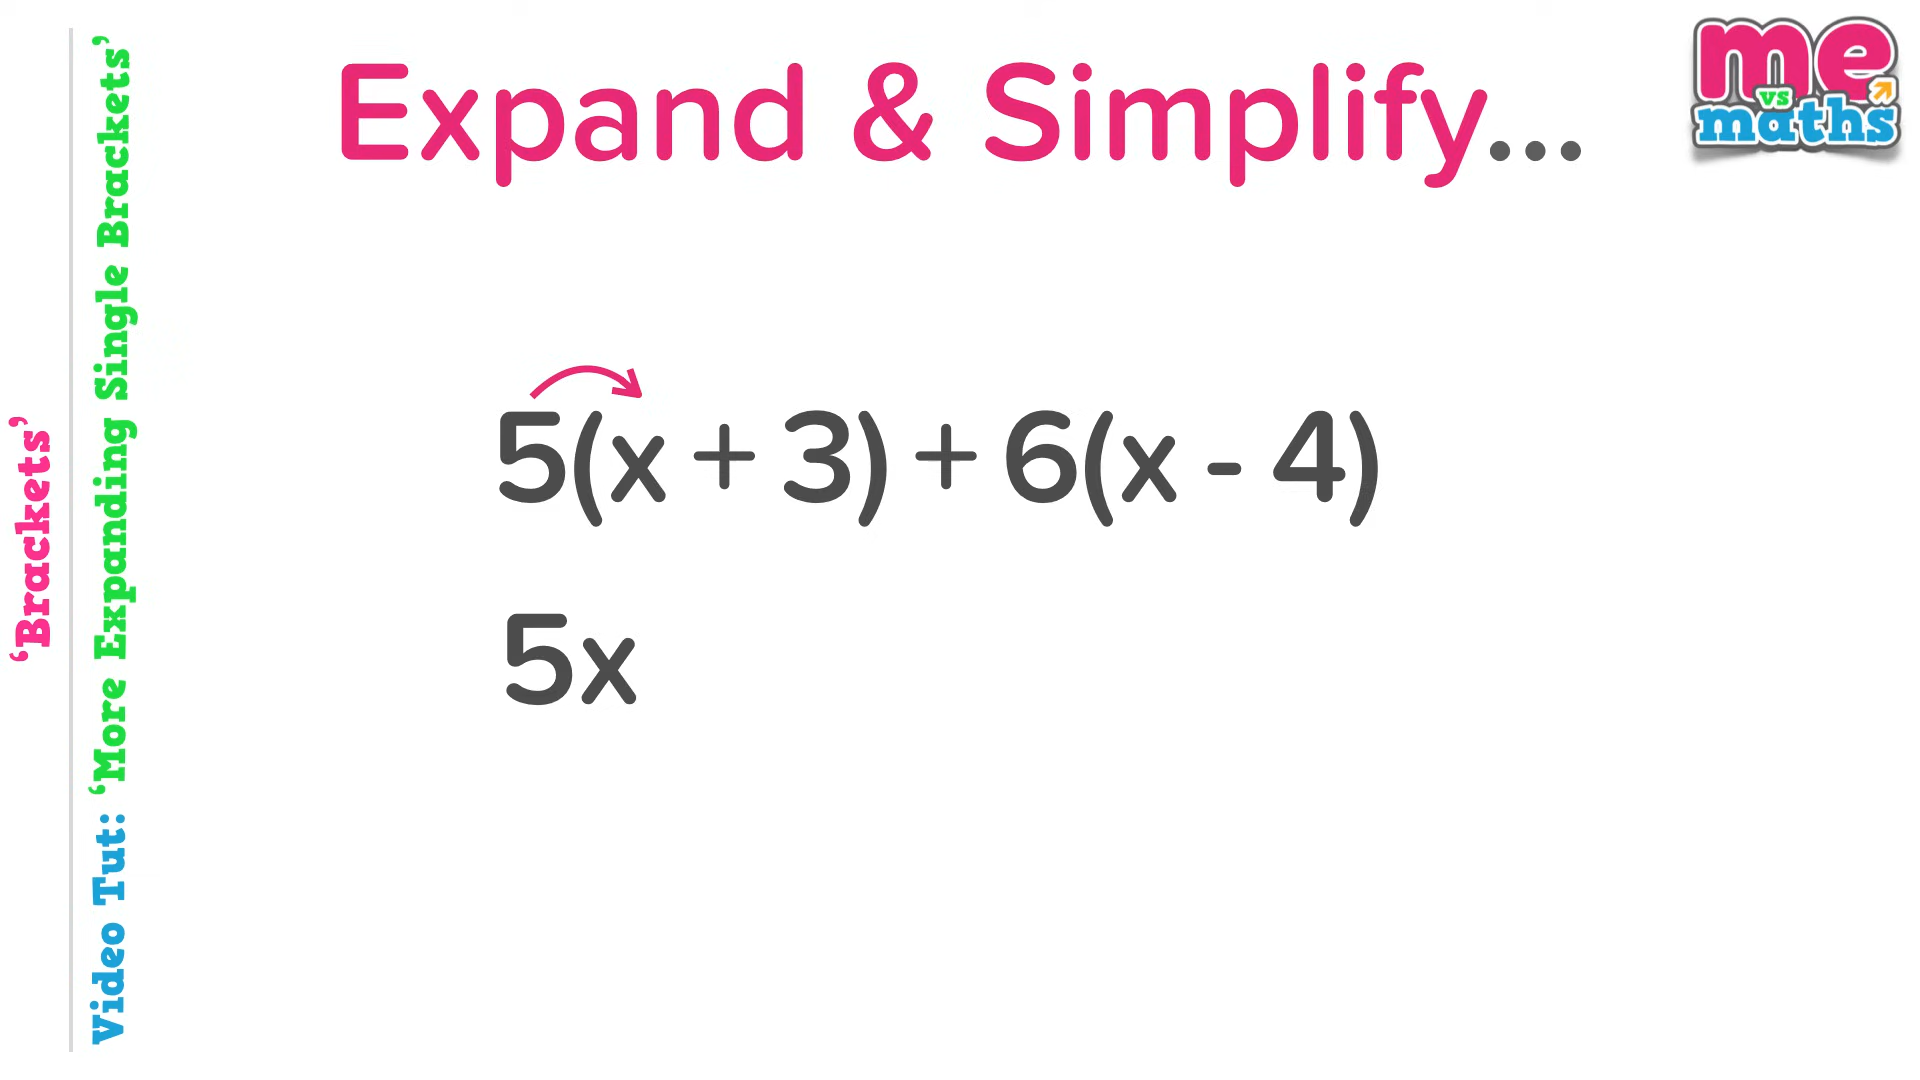 ‘Brackets’
Video Tut: ‘More Expanding Single Brackets’
Expand & Simplify...
me
vs
maths
5(x + 3) + 6(x - 4)
5x